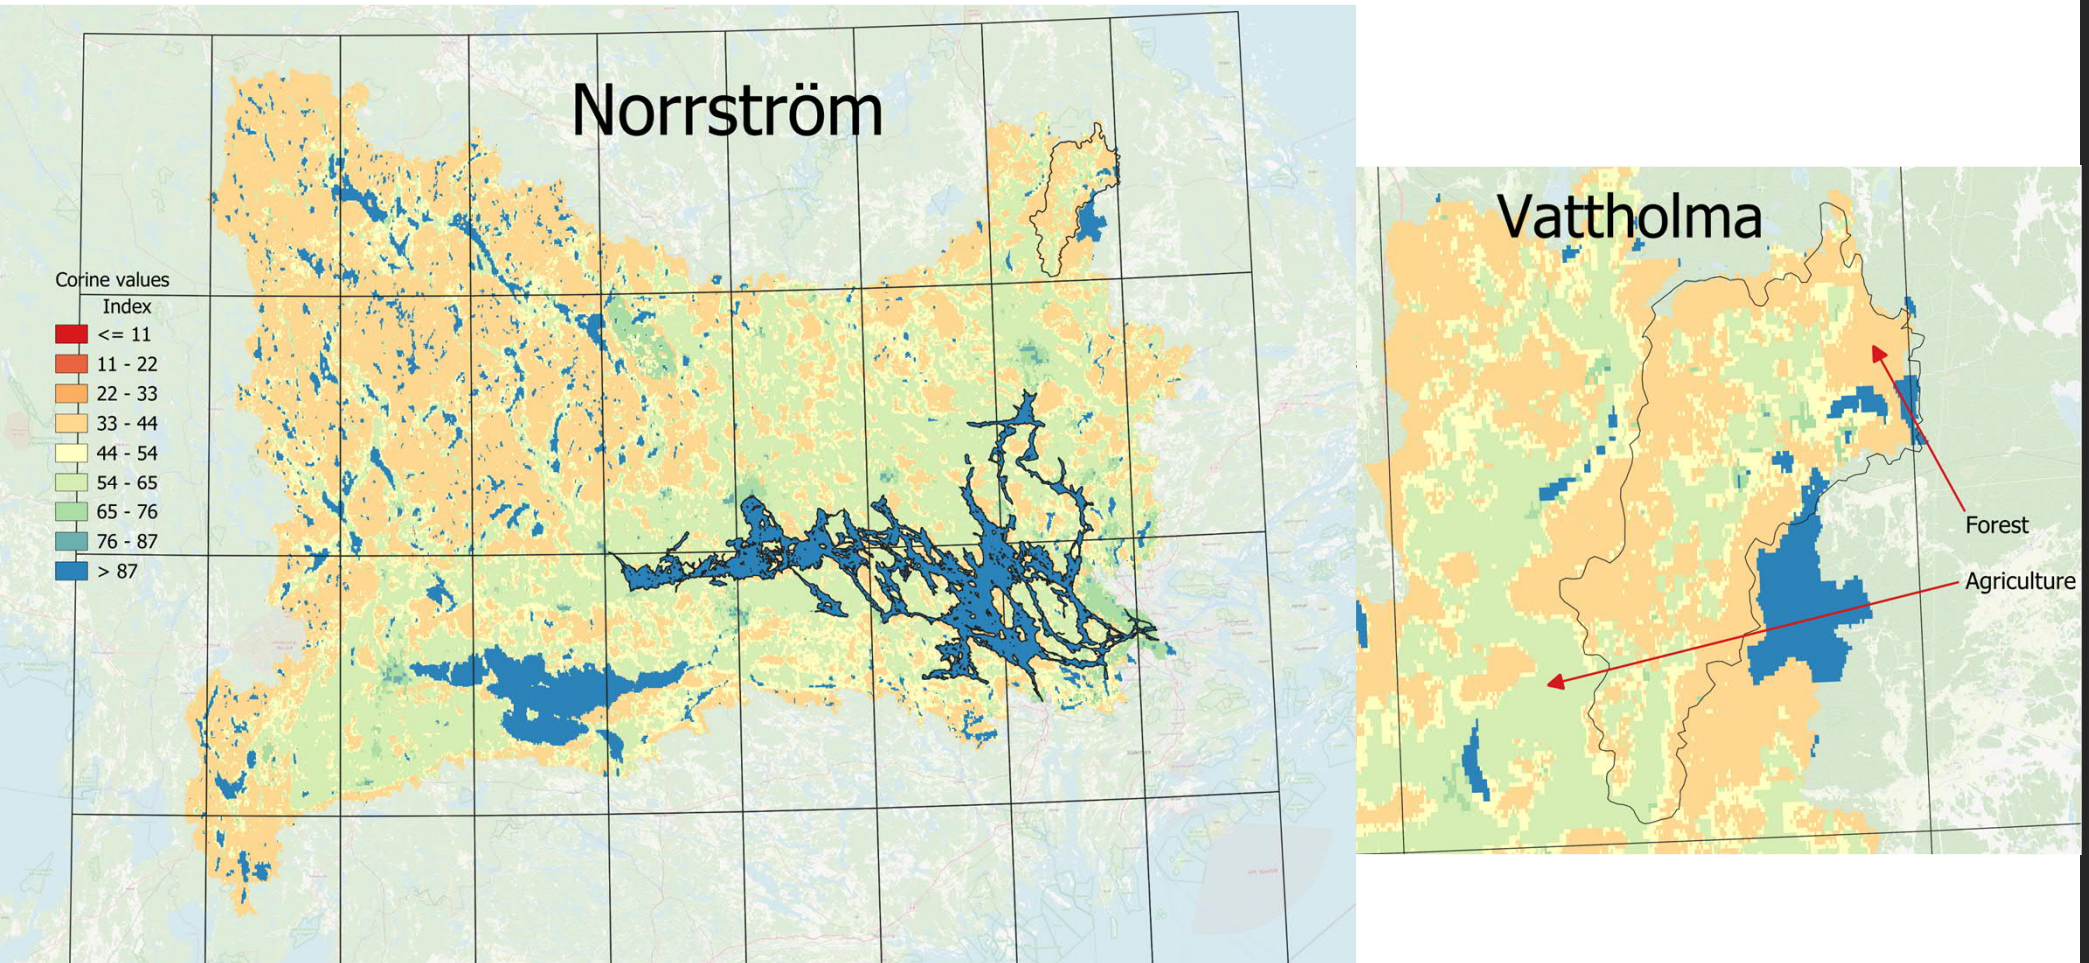 Norrström
Vattholma
Corine values
Index
<= 11
11 - 22
22 - 33
33 - 44
44 - 54
54 - 65
65 - 76
76 - 87
> 87
Forest
Agriculture